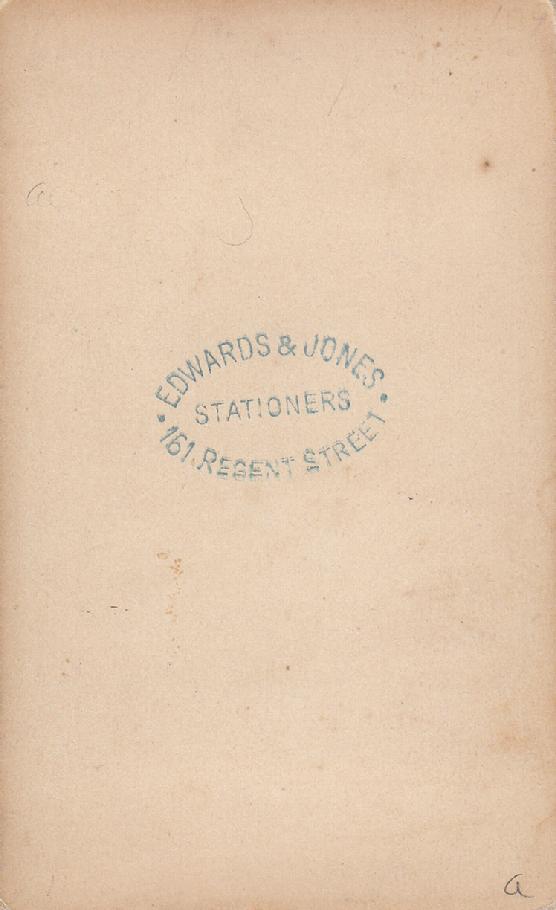 EDWARDS & JONES
STATIONERS
161, REGENT STREET
a